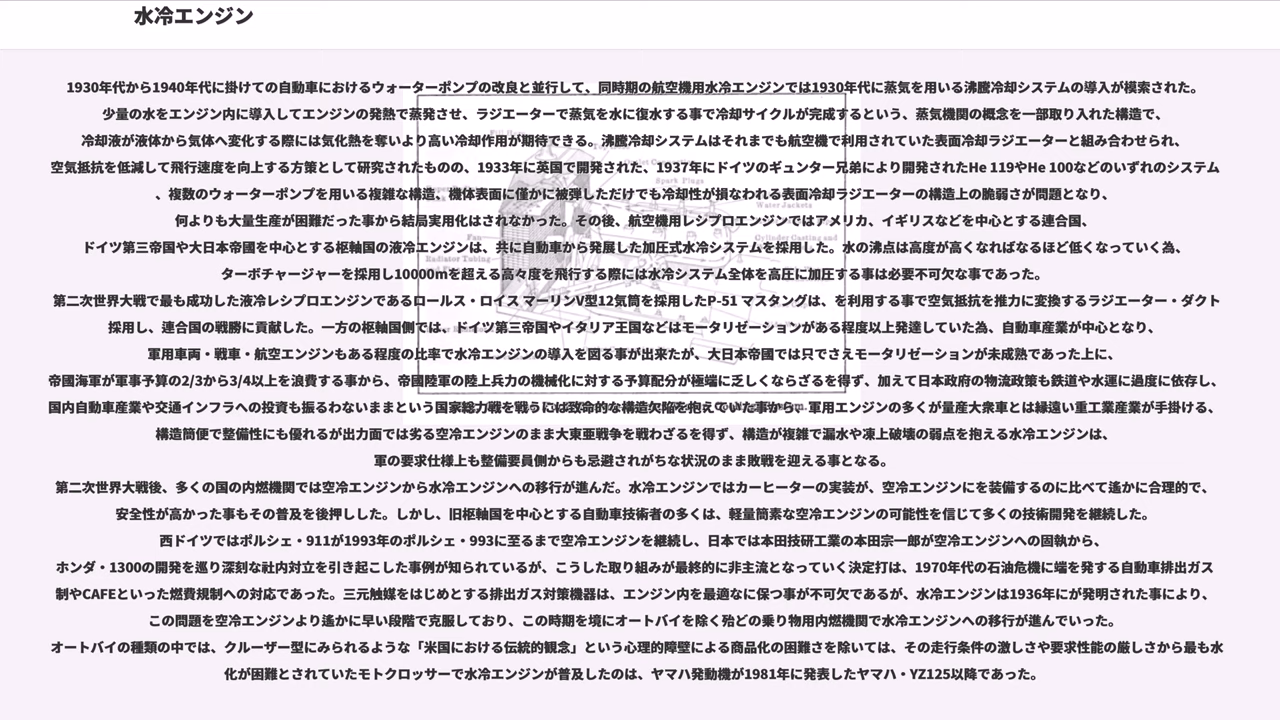 水冷エンジン
1930年代から1940年代に掛けての自動車におけるウォーターポンプの改良と並行して、同時期の航空機用水冷エンジンでは1930年代に蒸気を用いる沸騰冷却システムの導入が模索された。
少量の水をエンジン内に導入してエンジンの発熱で蒸発させ、ラジエーターで蒸気を水に復水する事で冷却サイクルが完成するという、蒸気機関の概念を一部取り入れた構造で、
冷却液が液体から気体へ変化する際には気化熱を奪いより高い冷却作用が期待できる。沸騰冷却システムはそれまでも航空機で利用されていた表面冷却ラジエーターと組み合わせられ、
空気抵抗を低減して飛行速度を向上する方策として研究されたものの、1933年に英国で開発された、1937年にドイツのギュンター兄弟により開発されたHe 119やHe 100などのいずれのシステム
、複数のウォーターポンプを用いる複雑な構造、機体表面に僅かに被弾しただけでも冷却性が損なわれる表面冷却ラジエーターの構造上の脆弱さが問題となり、
何よりも大量生産が困難だった事から結局実用化はされなかった。その後、航空機用レシプロエンジンではアメリカ、イギリスなどを中心とする連合国、
ドイツ第三帝国や大日本帝國を中心とする枢軸国の液冷エンジンは、共に自動車から発展した加圧式水冷システムを採用した。水の沸点は高度が高くなればなるほど低くなっていく為、
ターボチャージャーを採用し10000mを超える高々度を飛行する際には水冷システム全体を高圧に加圧する事は必要不可欠な事であった。
第二次世界大戦で最も成功した液冷レシプロエンジンであるロールス・ロイス マーリンV型12気筒を採用したP-51 マスタングは、を利用する事で空気抵抗を推力に変換するラジエーター・ダクト
採用し、連合国の戦勝に貢献した。一方の枢軸国側では、ドイツ第三帝国やイタリア王国などはモータリゼーションがある程度以上発達していた為、自動車産業が中心となり、
軍用車両・戦車・航空エンジンもある程度の比率で水冷エンジンの導入を図る事が出来たが、大日本帝國では只でさえモータリゼーションが未成熟であった上に、
帝國海軍が軍事予算の2/3から3/4以上を浪費する事から、帝國陸軍の陸上兵力の機械化に対する予算配分が極端に乏しくならざるを得ず、加えて日本政府の物流政策も鉄道や水運に過度に依存し、
国内自動車産業や交通インフラへの投資も振るわないままという国家総力戦を戦うには致命的な構造欠陥を抱えていた事から、軍用エンジンの多くが量産大衆車とは縁遠い重工業産業が手掛ける、
構造簡便で整備性にも優れるが出力面では劣る空冷エンジンのまま大東亜戦争を戦わざるを得ず、構造が複雑で漏水や凍上破壊の弱点を抱える水冷エンジンは、
軍の要求仕様上も整備要員側からも忌避されがちな状況のまま敗戦を迎える事となる。
第二次世界大戦後、多くの国の内燃機関では空冷エンジンから水冷エンジンへの移行が進んだ。水冷エンジンではカーヒーターの実装が、空冷エンジンにを装備するのに比べて遙かに合理的で、
安全性が高かった事もその普及を後押しした。しかし、旧枢軸国を中心とする自動車技術者の多くは、軽量簡素な空冷エンジンの可能性を信じて多くの技術開発を継続した。
西ドイツではポルシェ・911が1993年のポルシェ・993に至るまで空冷エンジンを継続し、日本では本田技研工業の本田宗一郎が空冷エンジンへの固執から、
ホンダ・1300の開発を巡り深刻な社内対立を引き起こした事例が知られているが、こうした取り組みが最終的に非主流となっていく決定打は、1970年代の石油危機に端を発する自動車排出ガス
制やCAFEといった燃費規制への対応であった。三元触媒をはじめとする排出ガス対策機器は、エンジン内を最適なに保つ事が不可欠であるが、水冷エンジンは1936年にが発明された事により、
この問題を空冷エンジンより遙かに早い段階で克服しており、この時期を境にオートバイを除く殆どの乗り物用内燃機関で水冷エンジンへの移行が進んでいった。
オートバイの種類の中では、クルーザー型にみられるような「米国における伝統的観念」という心理的障壁による商品化の困難さを除いては、その走行条件の激しさや要求性能の厳しさから最も水
化が困難とされていたモトクロッサーで水冷エンジンが普及したのは、ヤマハ発動機が1981年に発表したヤマハ・YZ125以降であった。